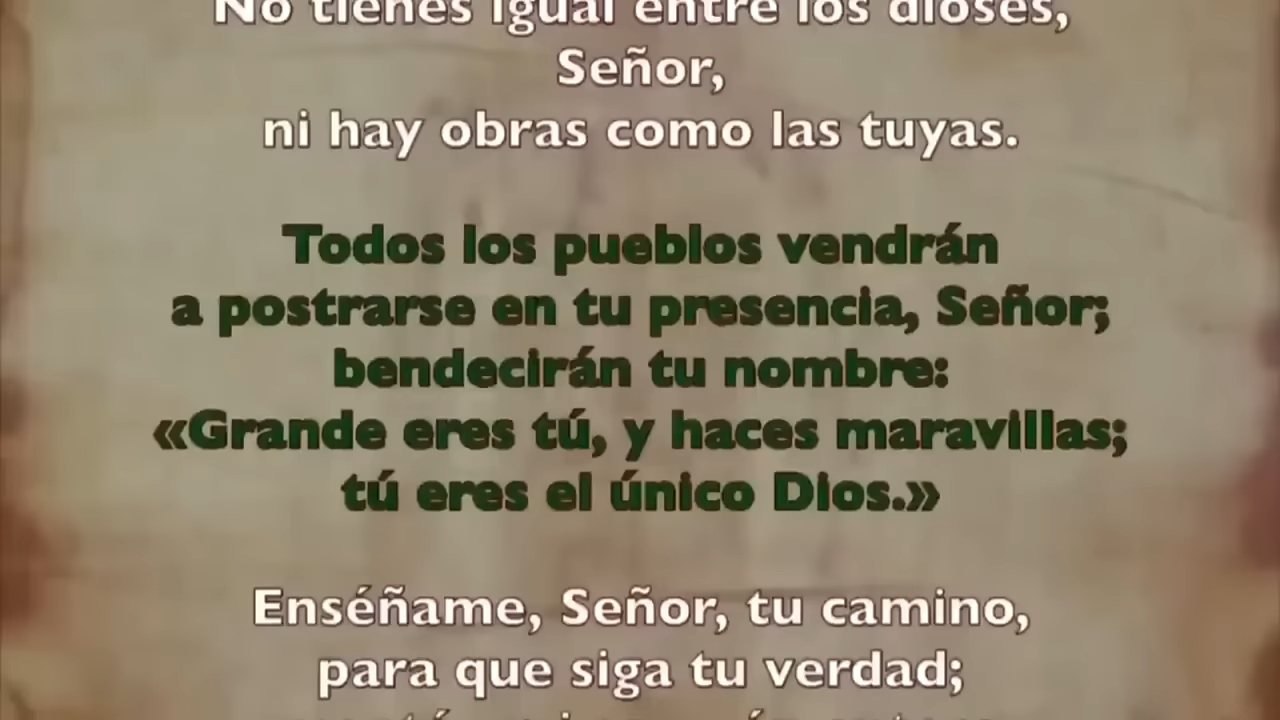 No tienes igual entre los dioses,
Señor,
ni hay obras como las tuyas.
Todos los pueblos vendrán
a postrarse en tu presencia, Señor;
bendecirán tu nombre:
«Grande eres tú, y haces maravillas;
tú eres el único Dios.»
Enséñame, Señor, tu camino,
para que siga tu verdad;